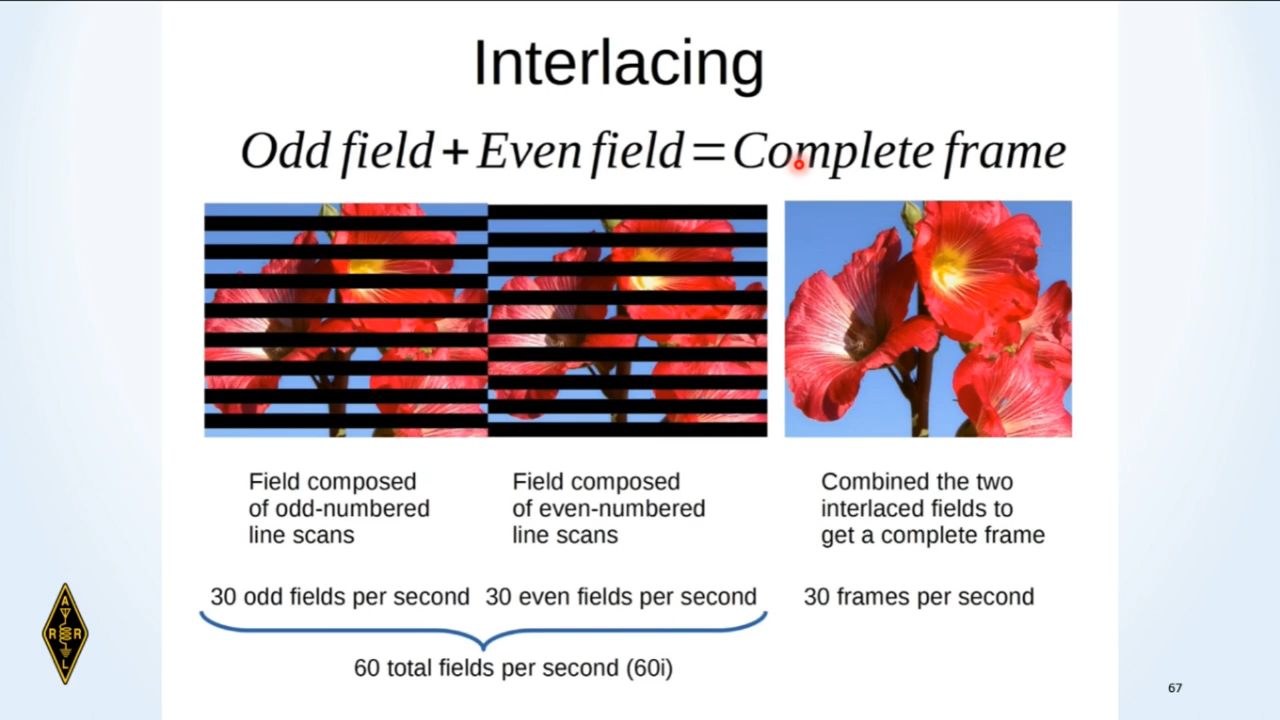 Interlacing
Odd field + Even field = Complete frame
Field composed
of odd-numbered
line scans
Field composed
of even-numbered
line scans
Combined the two
interlaced fields to
get a complete frame
30 odd fields per second
30 even fields per second
30 frames per second
60 total fields per second (60i)
A
R R
L
67